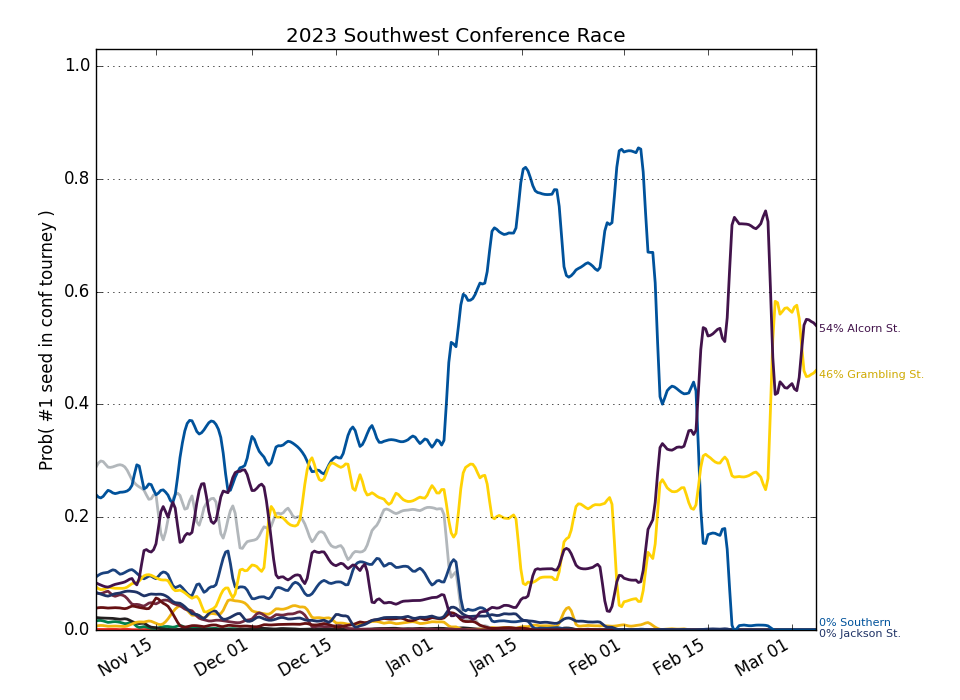 2023 Southwest Conference Race
Prob( #1 seed in conf tourney )
1.0
0.8
0.6
0.4
0.2
0.0
Nov 15
Dec 01
Dec 15
Jan 01
Jan 15
Feb 01
Feb 15
Mar 01
54% Alcorn St.
46% Grambling St.
0% Southern
0% Jackson St.